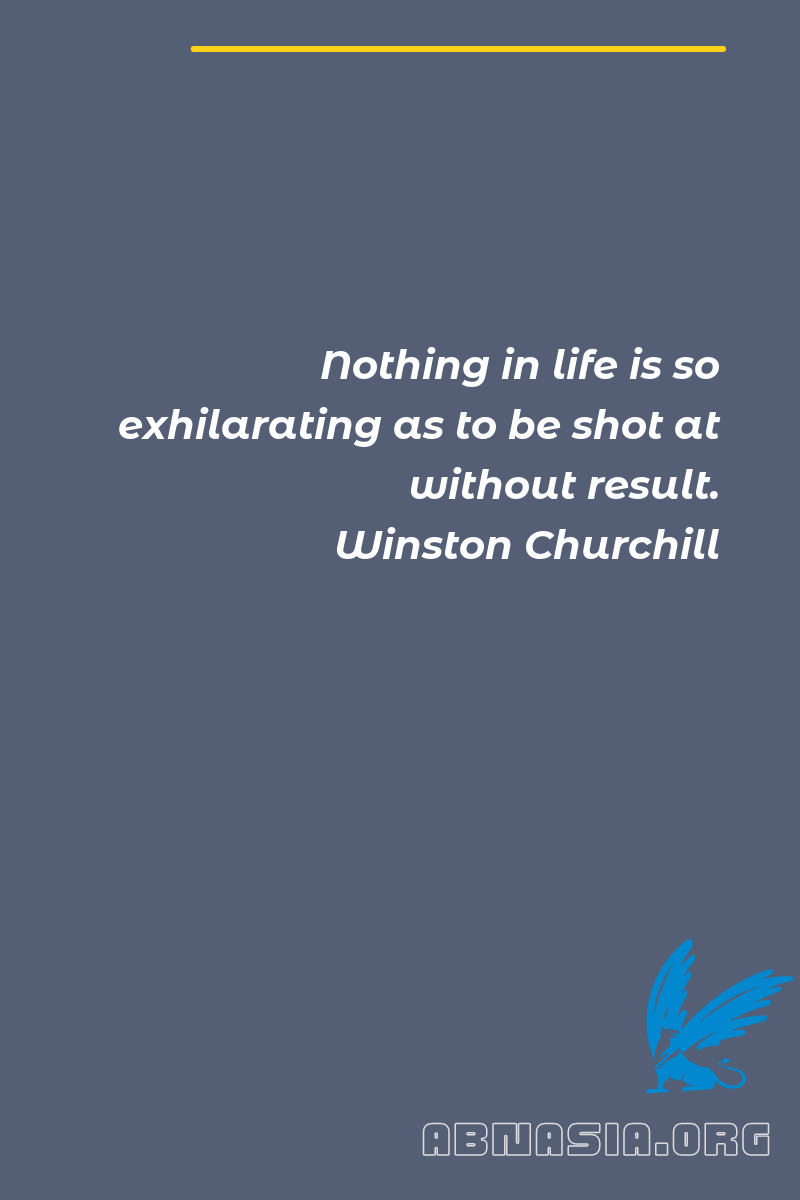 Nothing in life is so
exhilarating as to be shot at
without result.
Winston Churchill
ABNASIA.ORG